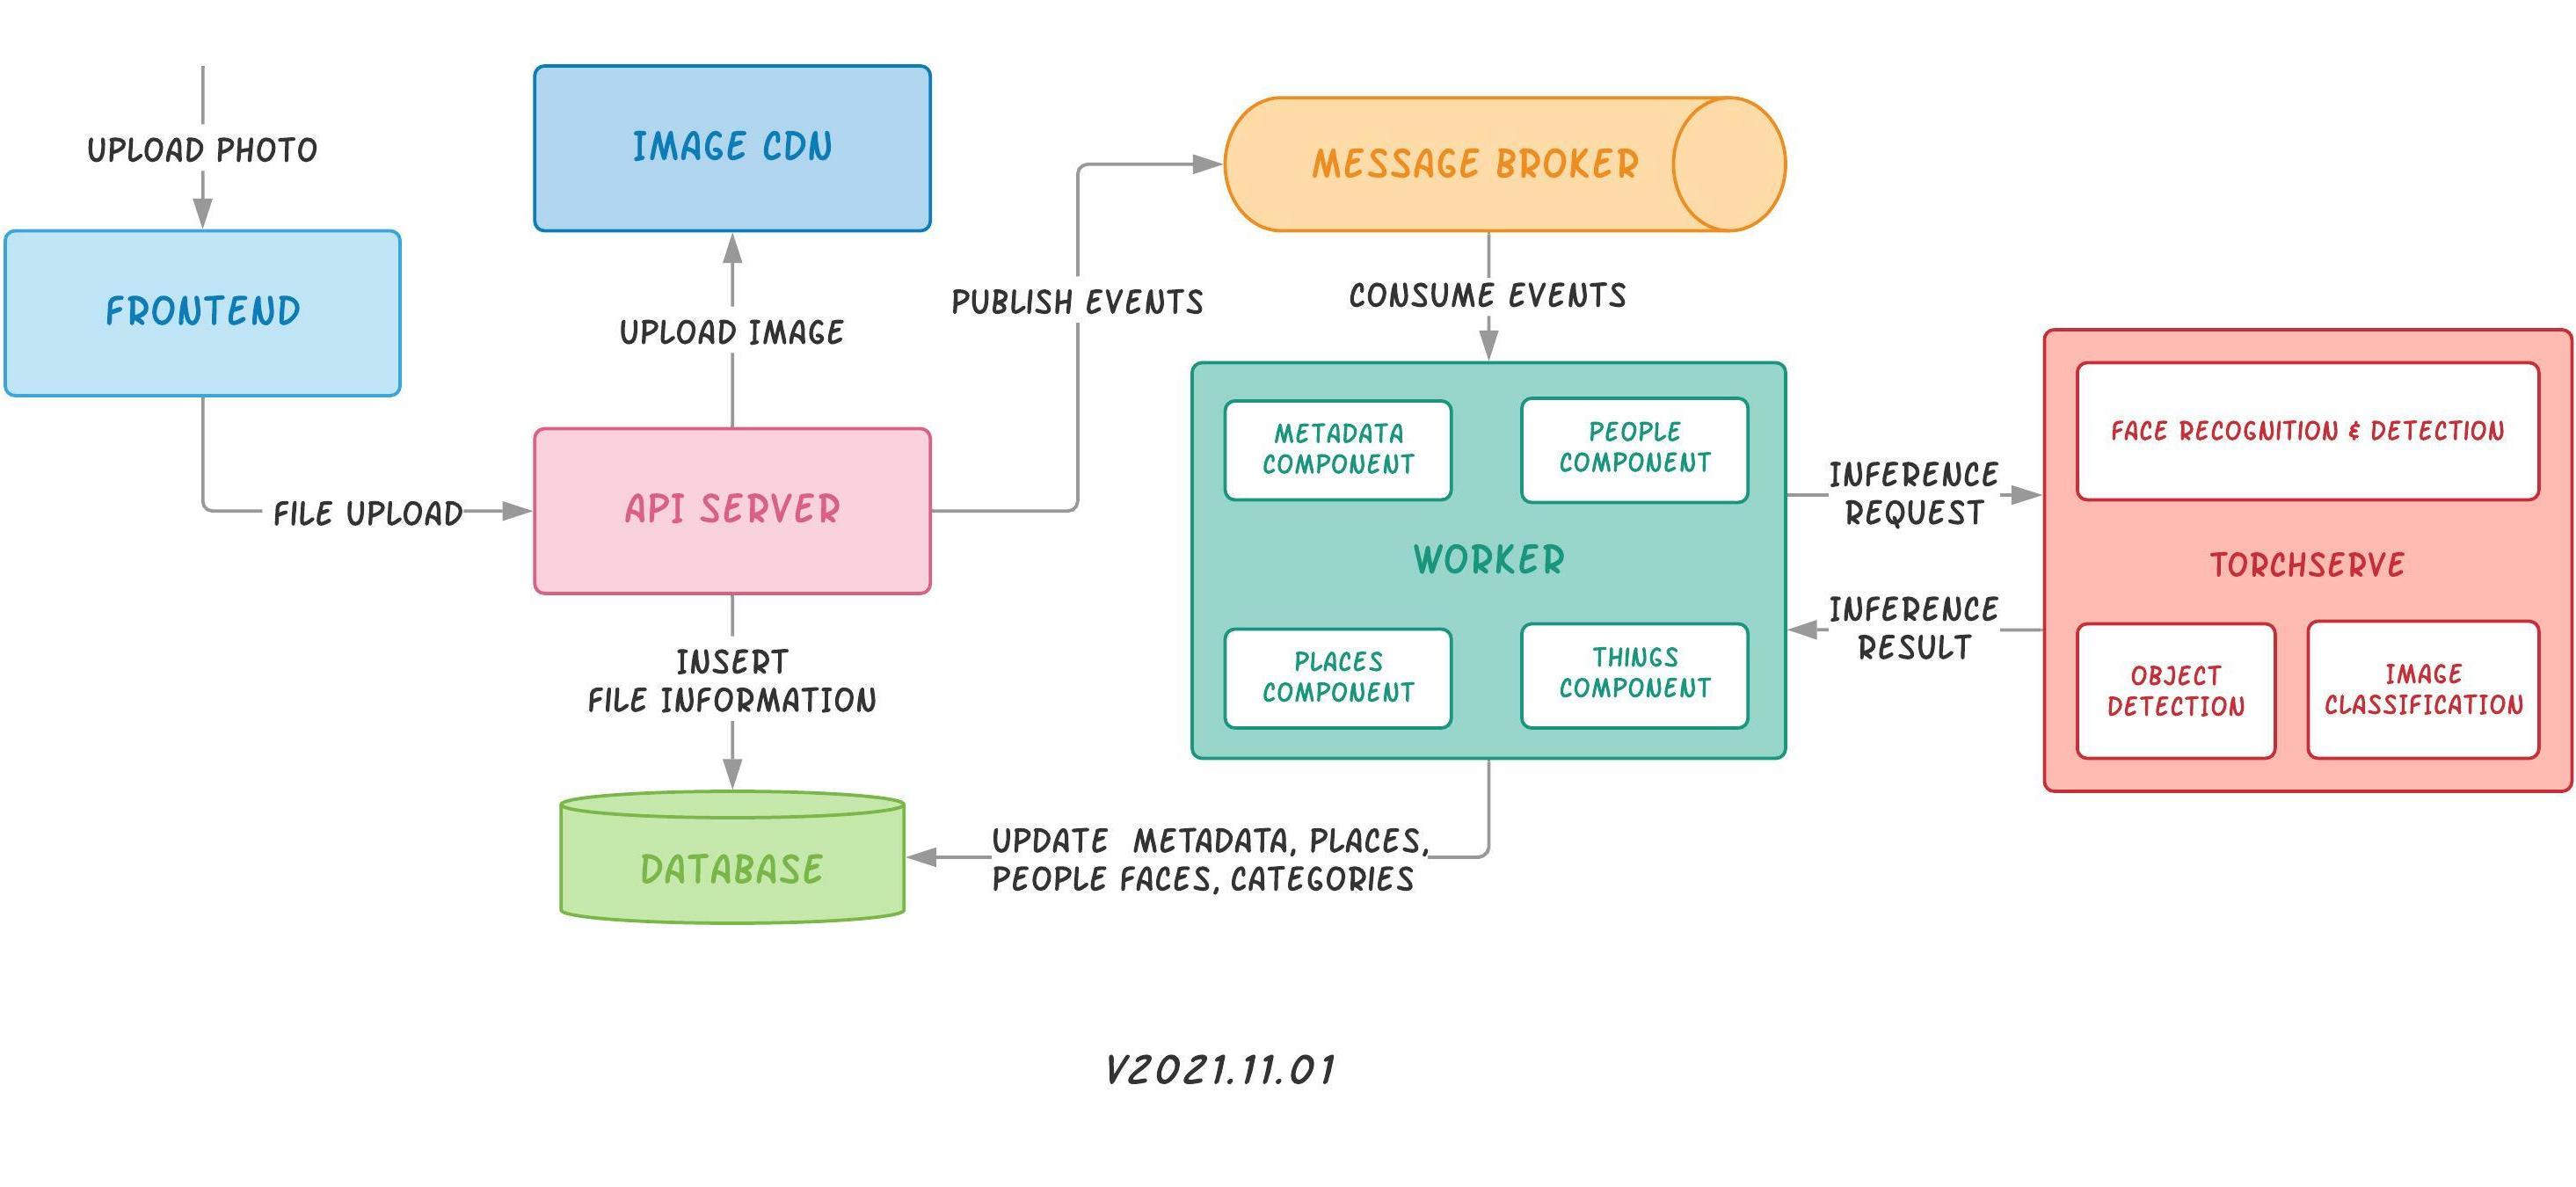 UPLOAD PHOTO
FRONTEND
FILE UPLOAD
IMAGE CDN
UPLOAD IMAGE
API SERVER
INSERT
FILE INFORMATION
DATABASE
PUBLISH EVENTS
MESSAGE BROKER
CONSUME EVENTS
METADATA
COMPONENT
PEOPLE
COMPONENT
WORKER
PLACES
COMPONENT
THINGS
COMPONENT
UPDATE METADATA, PLACES,
PEOPLE FACES, CATEGORIES
INFERENCE
REQUEST
INFERENCE
RESULT
FACE RECOGNITION & DETECTION
TORCHSERVE
OBJECT
DETECTION
IMAGE
CLASSIFICATION
V2021.11.01